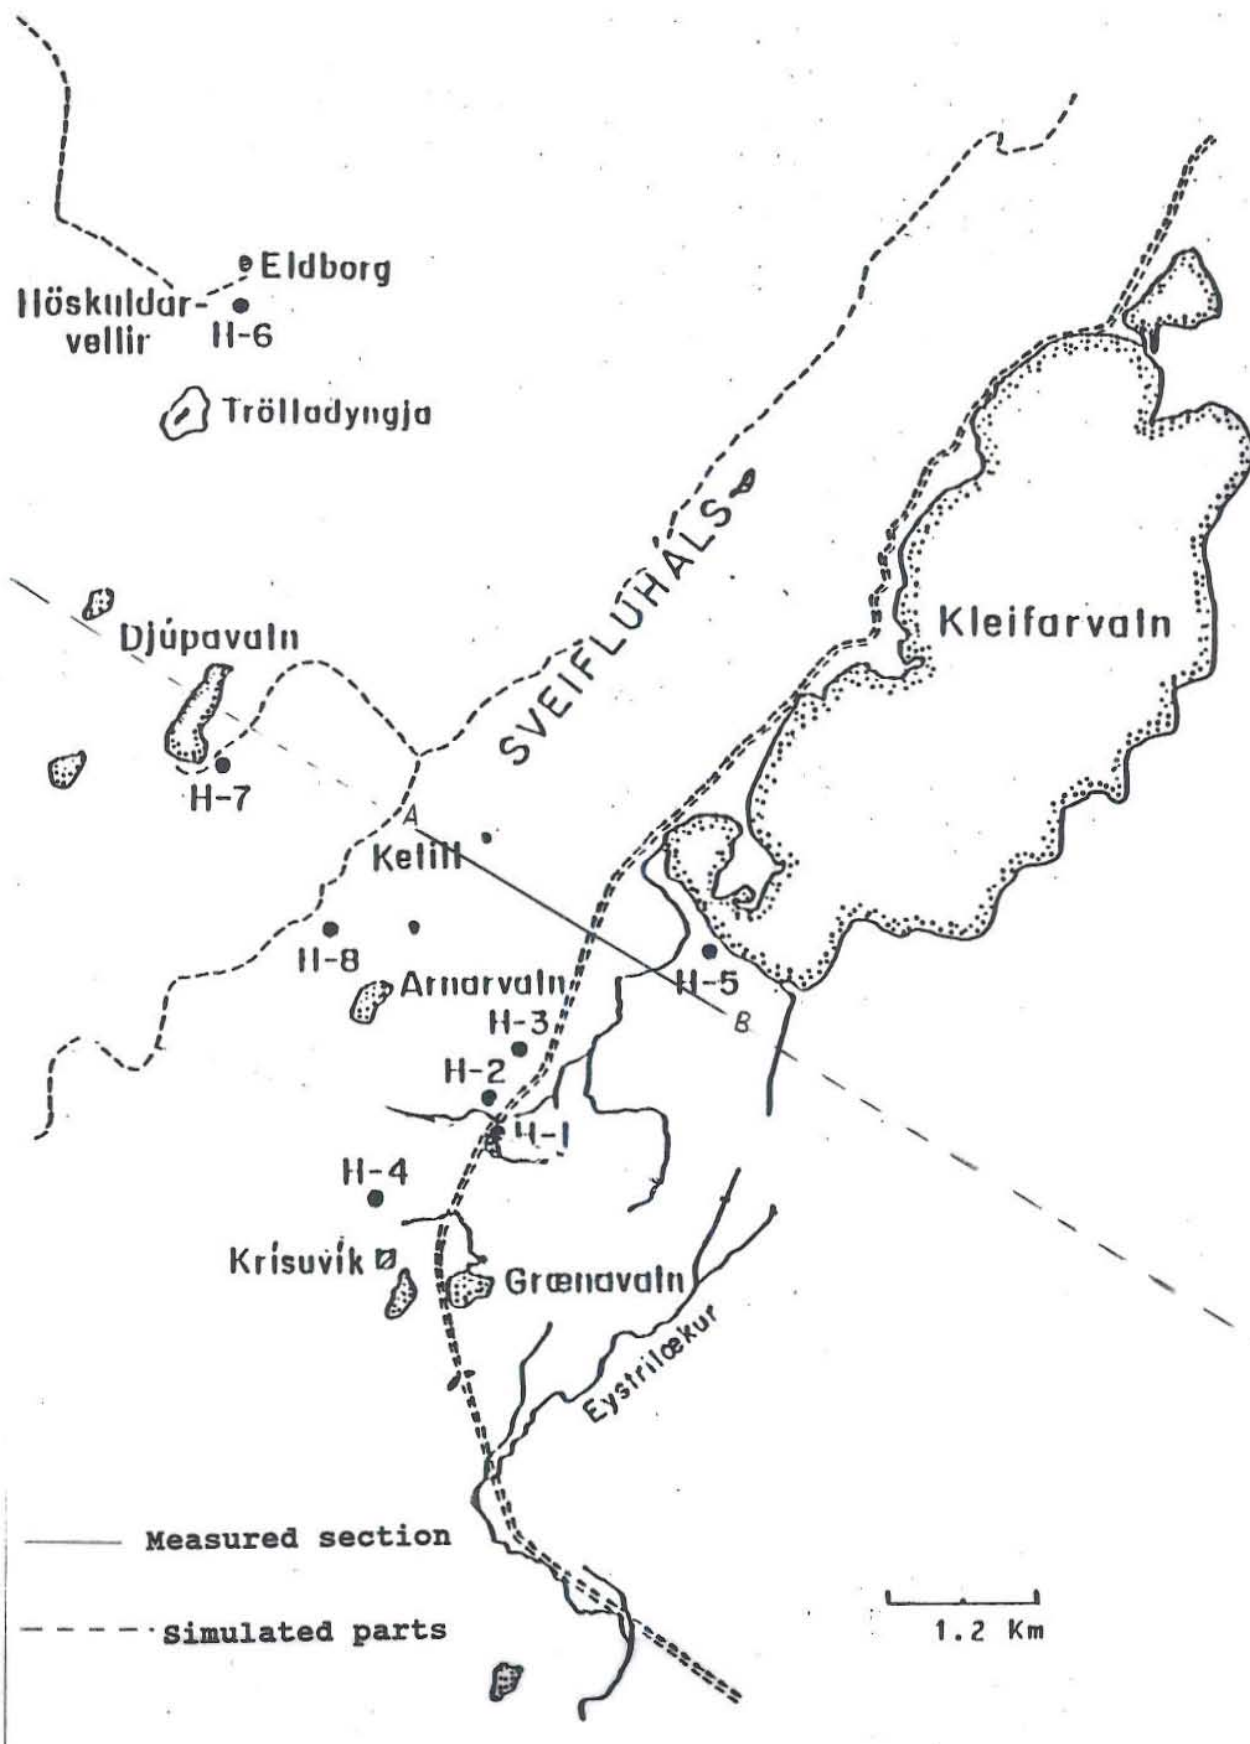 Eldborg
Höskuldar-
vellir
H-6
Trölladyngja
SVEIFLUHÁLS
Kleifarvatn
Djúpavatn
H-7
A
Ketill
H-8
Arnarvatn
H-5
B
H-3
H-2
H-1
H-4
Krísuvík
Grænavatn
Eystrilækur
Measured section
Simulated parts
1.2 Km